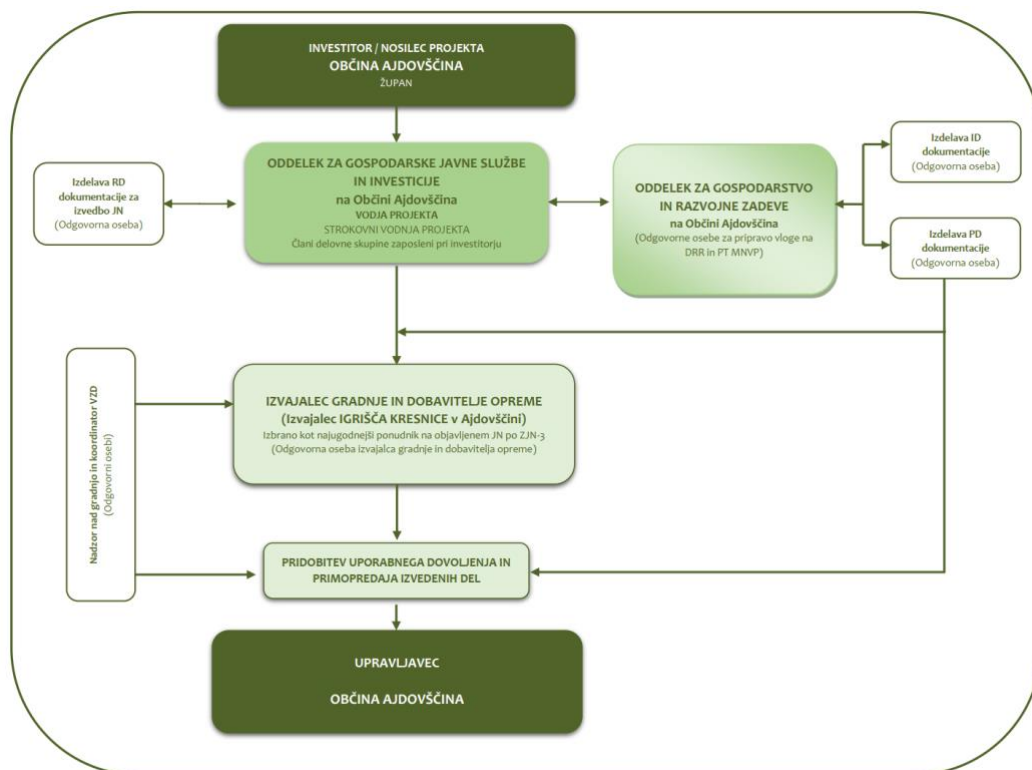 INVESTITOR / NOSILEC PROJEKTA
OBČINA AJDOVŠČINA
ŽUPAN
Izdelava RD
dokumentacije za
izvedbo JN
(Odgovorna oseba)
ODDELEK ZA GOSPODARSKE JAVNE SLUŽBE
IN INVESTICIJE
na Občini Ajdovščina
VODJA PROJEKTA
STROKOVNI VODNJA PROJEKTA
Člani delovne skupine zaposleni pri investitorju
ODDELEK ZA GOSPODARSTVO
IN RAZVOJNE ZADEVE
na Občini Ajdovščina
(Odgovorne osebe za pripravo vloge na
DRR in PT MNVP)
Izdelava ID
dokumentacije
(Odgovorna oseba)
Izdelava PD
dokumentacije
(Odgovorna oseba)
Nadzor nad gradnjo in koordinator VZD
(Odgovorni osebi)
IZVAJALEC GRADNJE IN DOBAVITELJE OPREME
(Izvajalec IGRIŠČA KRESNICE v Ajdovščini)
Izbrano kot najugodnejši ponudnik na objavljenem JN po ZJN-3
(Odgovorna oseba izvajalca gradnje in dobavitelja opreme)
PRIDOBITEV UPORABNEGA DOVOLJENJA IN
PRIMOPREDAJA IZVEDENIH DEL
UPRAVLJAVEC
OBČINA AJDOVŠČINA